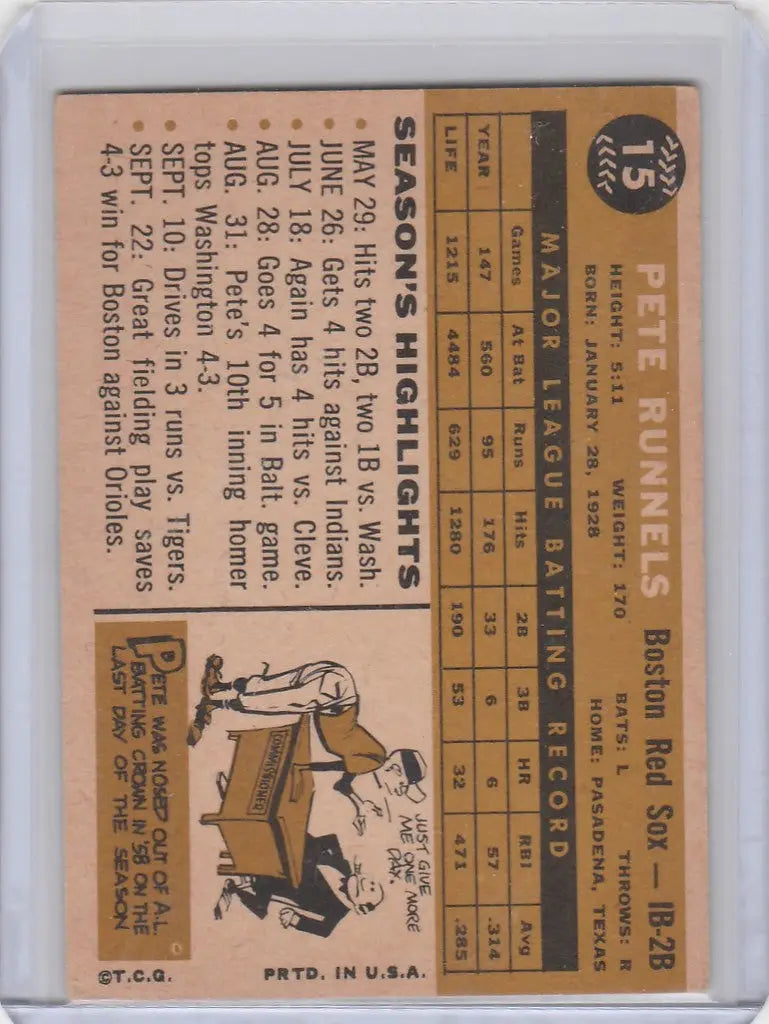 15
PETE RUNNELS Boston Red Sox — 1B-2B
HEIGHT: 5:11 WEIGHT: 170 BATS: L THROWS: R
BORN: JANUARY 28, 1928 HOME: PASADENA, TEXAS
MAJOR LEAGUE BATTING RECORD
Games At Bat Runs Hits 2B 3B HR RBI Avg
YEAR 147 560 95 176 33 6 6 57 .314
LIFE 1215 4484 629 1280 190 53 32 471 .285
SEASON'S HIGHLIGHTS
• MAY 29: Hits two 2B, two 1B vs. Wash.
• JUNE 26: Gets 4 hits against Indians.
• JULY 18: Again has 4 hits vs. Cleve.
• AUG. 28: Goes 4 for 5 in Balt. game.
• AUG. 31: Pete's 10th inning homer
tops Washington 4-3.
• SEPT. 10: Drives in 3 runs vs. Tigers.
• SEPT. 22: Great fielding play saves
4-3 win for Boston against Orioles.
JUST GIVE
ME ONE MORE
DAY.
COMMISSIONER
PETE WAS NOSED OUT OF A.L.
BATTING CROWN IN '58 ON THE
LAST DAY OF THE SEASON
©T.C.G. PRTD. IN U.S.A.